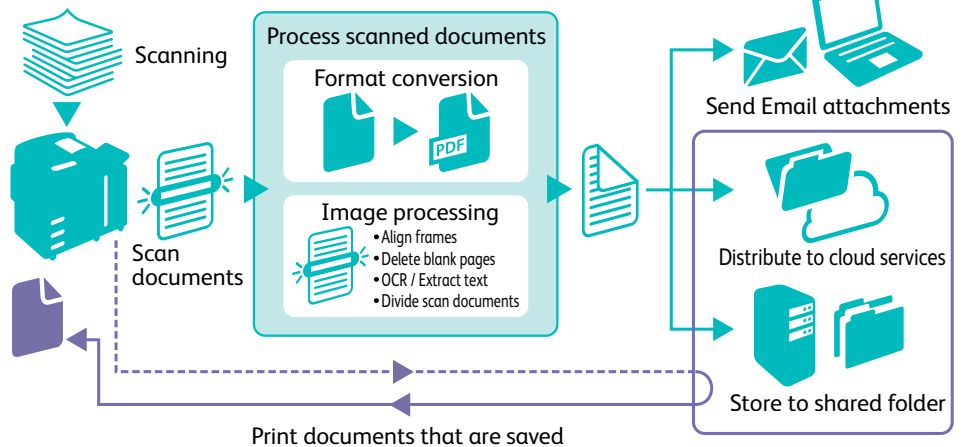 Scanning
Scan
documents
Process scanned documents
Format conversion
PDF
Image processing
•Align frames
•Delete blank pages
•OCR / Extract text
•Divide scan documents
Send Email attachments
Distribute to cloud services
Store to shared folder
Print documents that are saved